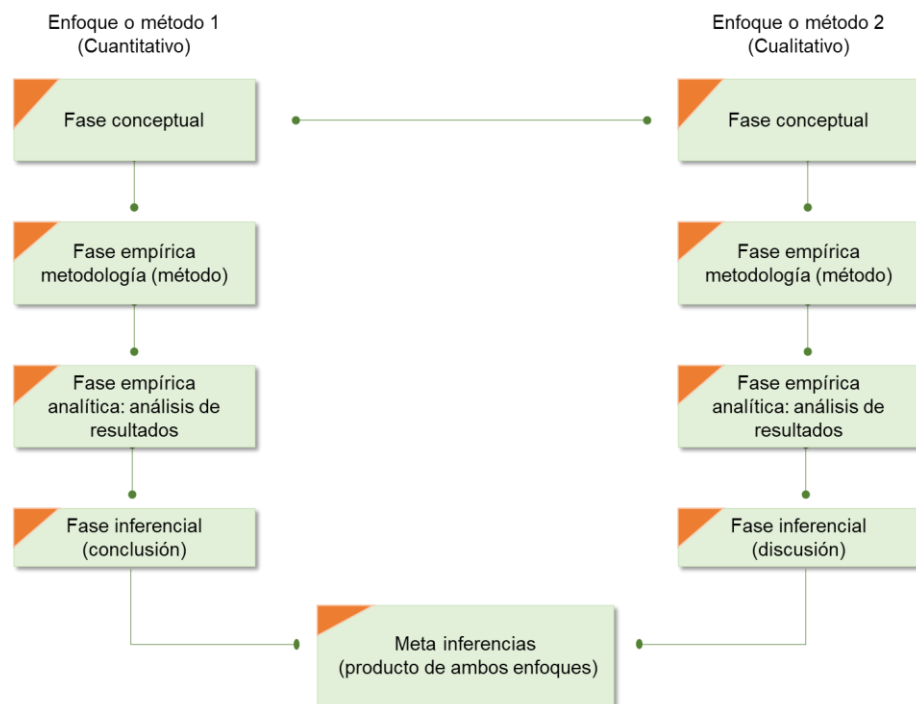 Enfoque o método 1
(Cuantitativo)
Enfoque o método 2
(Cualitativo)
Fase conceptual
Fase conceptual
Fase empírica
metodología (método)
Fase empírica
metodología (método)
Fase empírica
analítica: análisis de
resultados
Fase empírica
analítica: análisis de
resultados
Fase inferencial
(conclusión)
Fase inferencial
(discusión)
Meta inferencias
(producto de ambos enfoques)